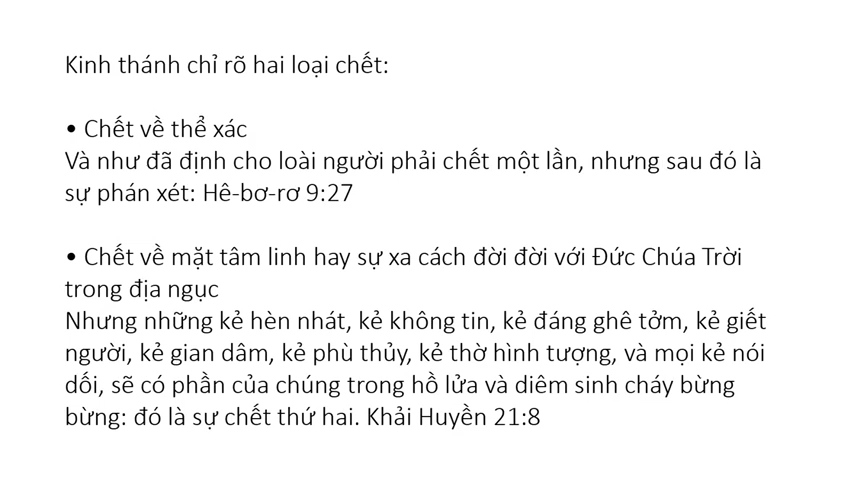 Kinh thánh chỉ rõ hai loại chết:
• Chết về thể xác
Và như đã định cho loài người phải chết một lần, nhưng sau đó là
sự phán xét: Hê-bơ-rơ 9:27
• Chết về mặt tâm linh hay sự xa cách đời đời với Đức Chúa Trời
trong địa ngục
Nhưng những kẻ hèn nhát, kẻ không tin, kẻ đáng ghê tởm, kẻ giết
người, kẻ gian dâm, kẻ phù thủy, kẻ thờ hình tượng, và mọi kẻ nói
dối, sẽ có phần của chúng trong hồ lửa và diêm sinh cháy bừng
bừng: đó là sự chết thứ hai. Khải Huyền 21:8